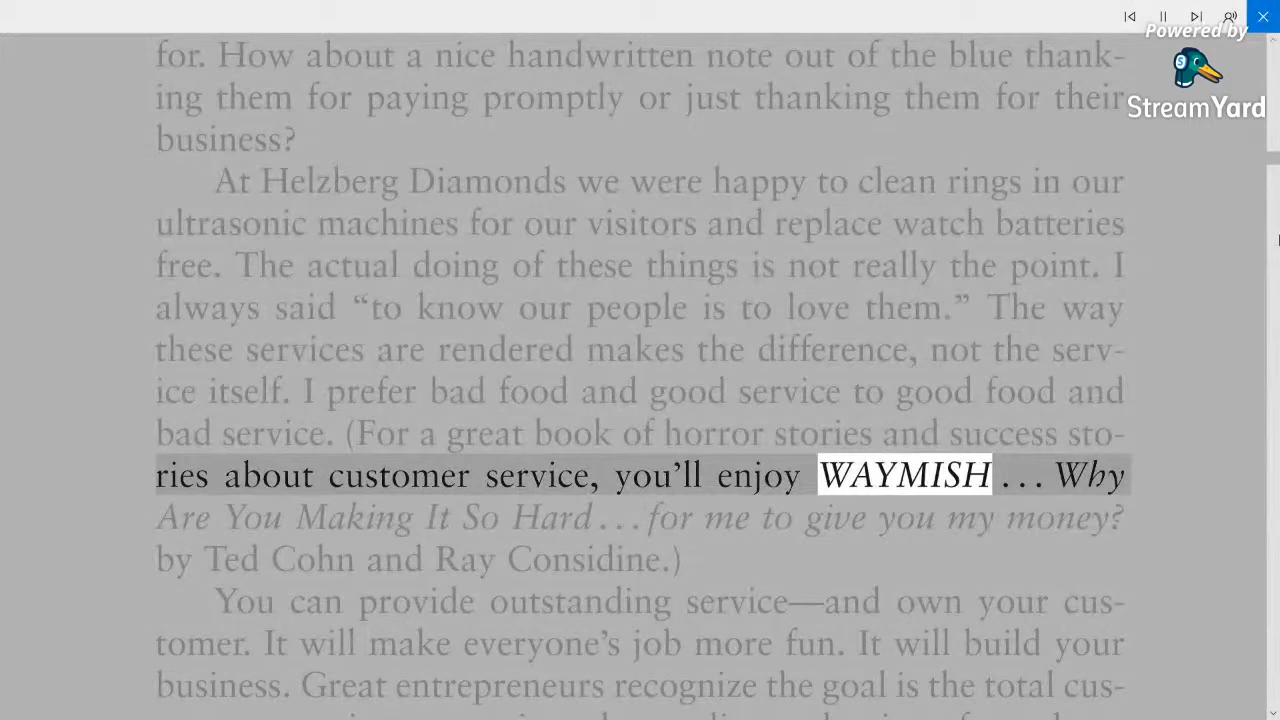 Powered by
StreamYard
for. How about a nice handwritten note out of the blue thank-
ing them for paying promptly or just thanking them for their
business?
At Helzberg Diamonds we were happy to clean rings in our
ultrasonic machines for our visitors and replace watch batteries
free. The actual doing of these things is not really the point. I
always said “to know our people is to love them.” The way
these services are rendered makes the difference, not the serv-
ice itself. I prefer bad food and good service to good food and
bad service. (For a great book of horror stories and success sto-
ries about customer service, you’ll enjoy WAYMISH . . . Why
Are You Making It So Hard . . . for me to give you my money?
by Ted Cohn and Ray Considine.)
You can provide outstanding service—and own your cus-
tomer. It will make everyone’s job more fun. It will build your
business. Great entrepreneurs recognize the goal is the total cus-